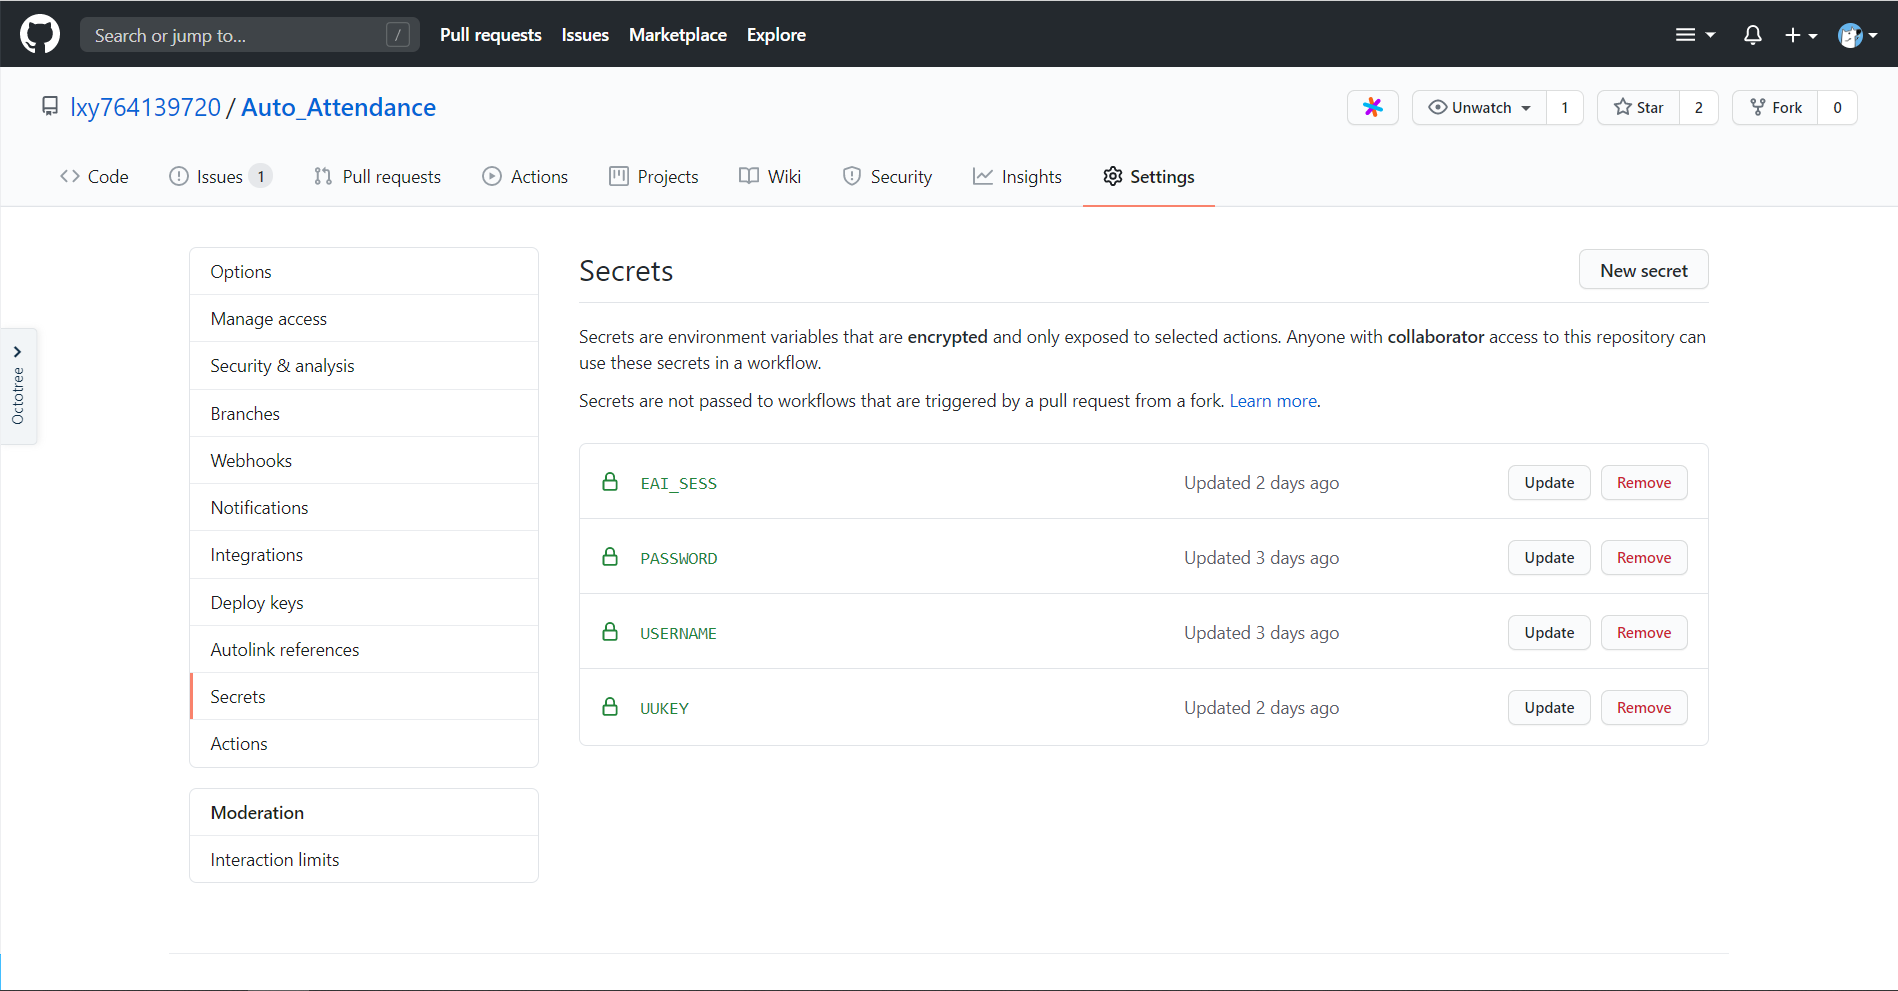 Search or jump to... /
Pull requests Issues Marketplace Explore
lxy764139720 / Auto_Attendance
Unwatch 1 Star 2 Fork 0
Code Issues 1 Pull requests Actions Projects Wiki Security Insights Settings
Octotree
Options
Manage access
Security & analysis
Branches
Webhooks
Notifications
Integrations
Deploy keys
Autolink references
Secrets
Actions
Moderation
Interaction limits
Secrets
New secret
Secrets are environment variables that are encrypted and only exposed to selected actions. Anyone with collaborator access to this repository can
use these secrets in a workflow.
Secrets are not passed to workflows that are triggered by a pull request from a fork. Learn more.
EAI_SESS Updated 2 days ago Update Remove
PASSWORD Updated 3 days ago Update Remove
USERNAME Updated 3 days ago Update Remove
UUKEY Updated 2 days ago Update Remove